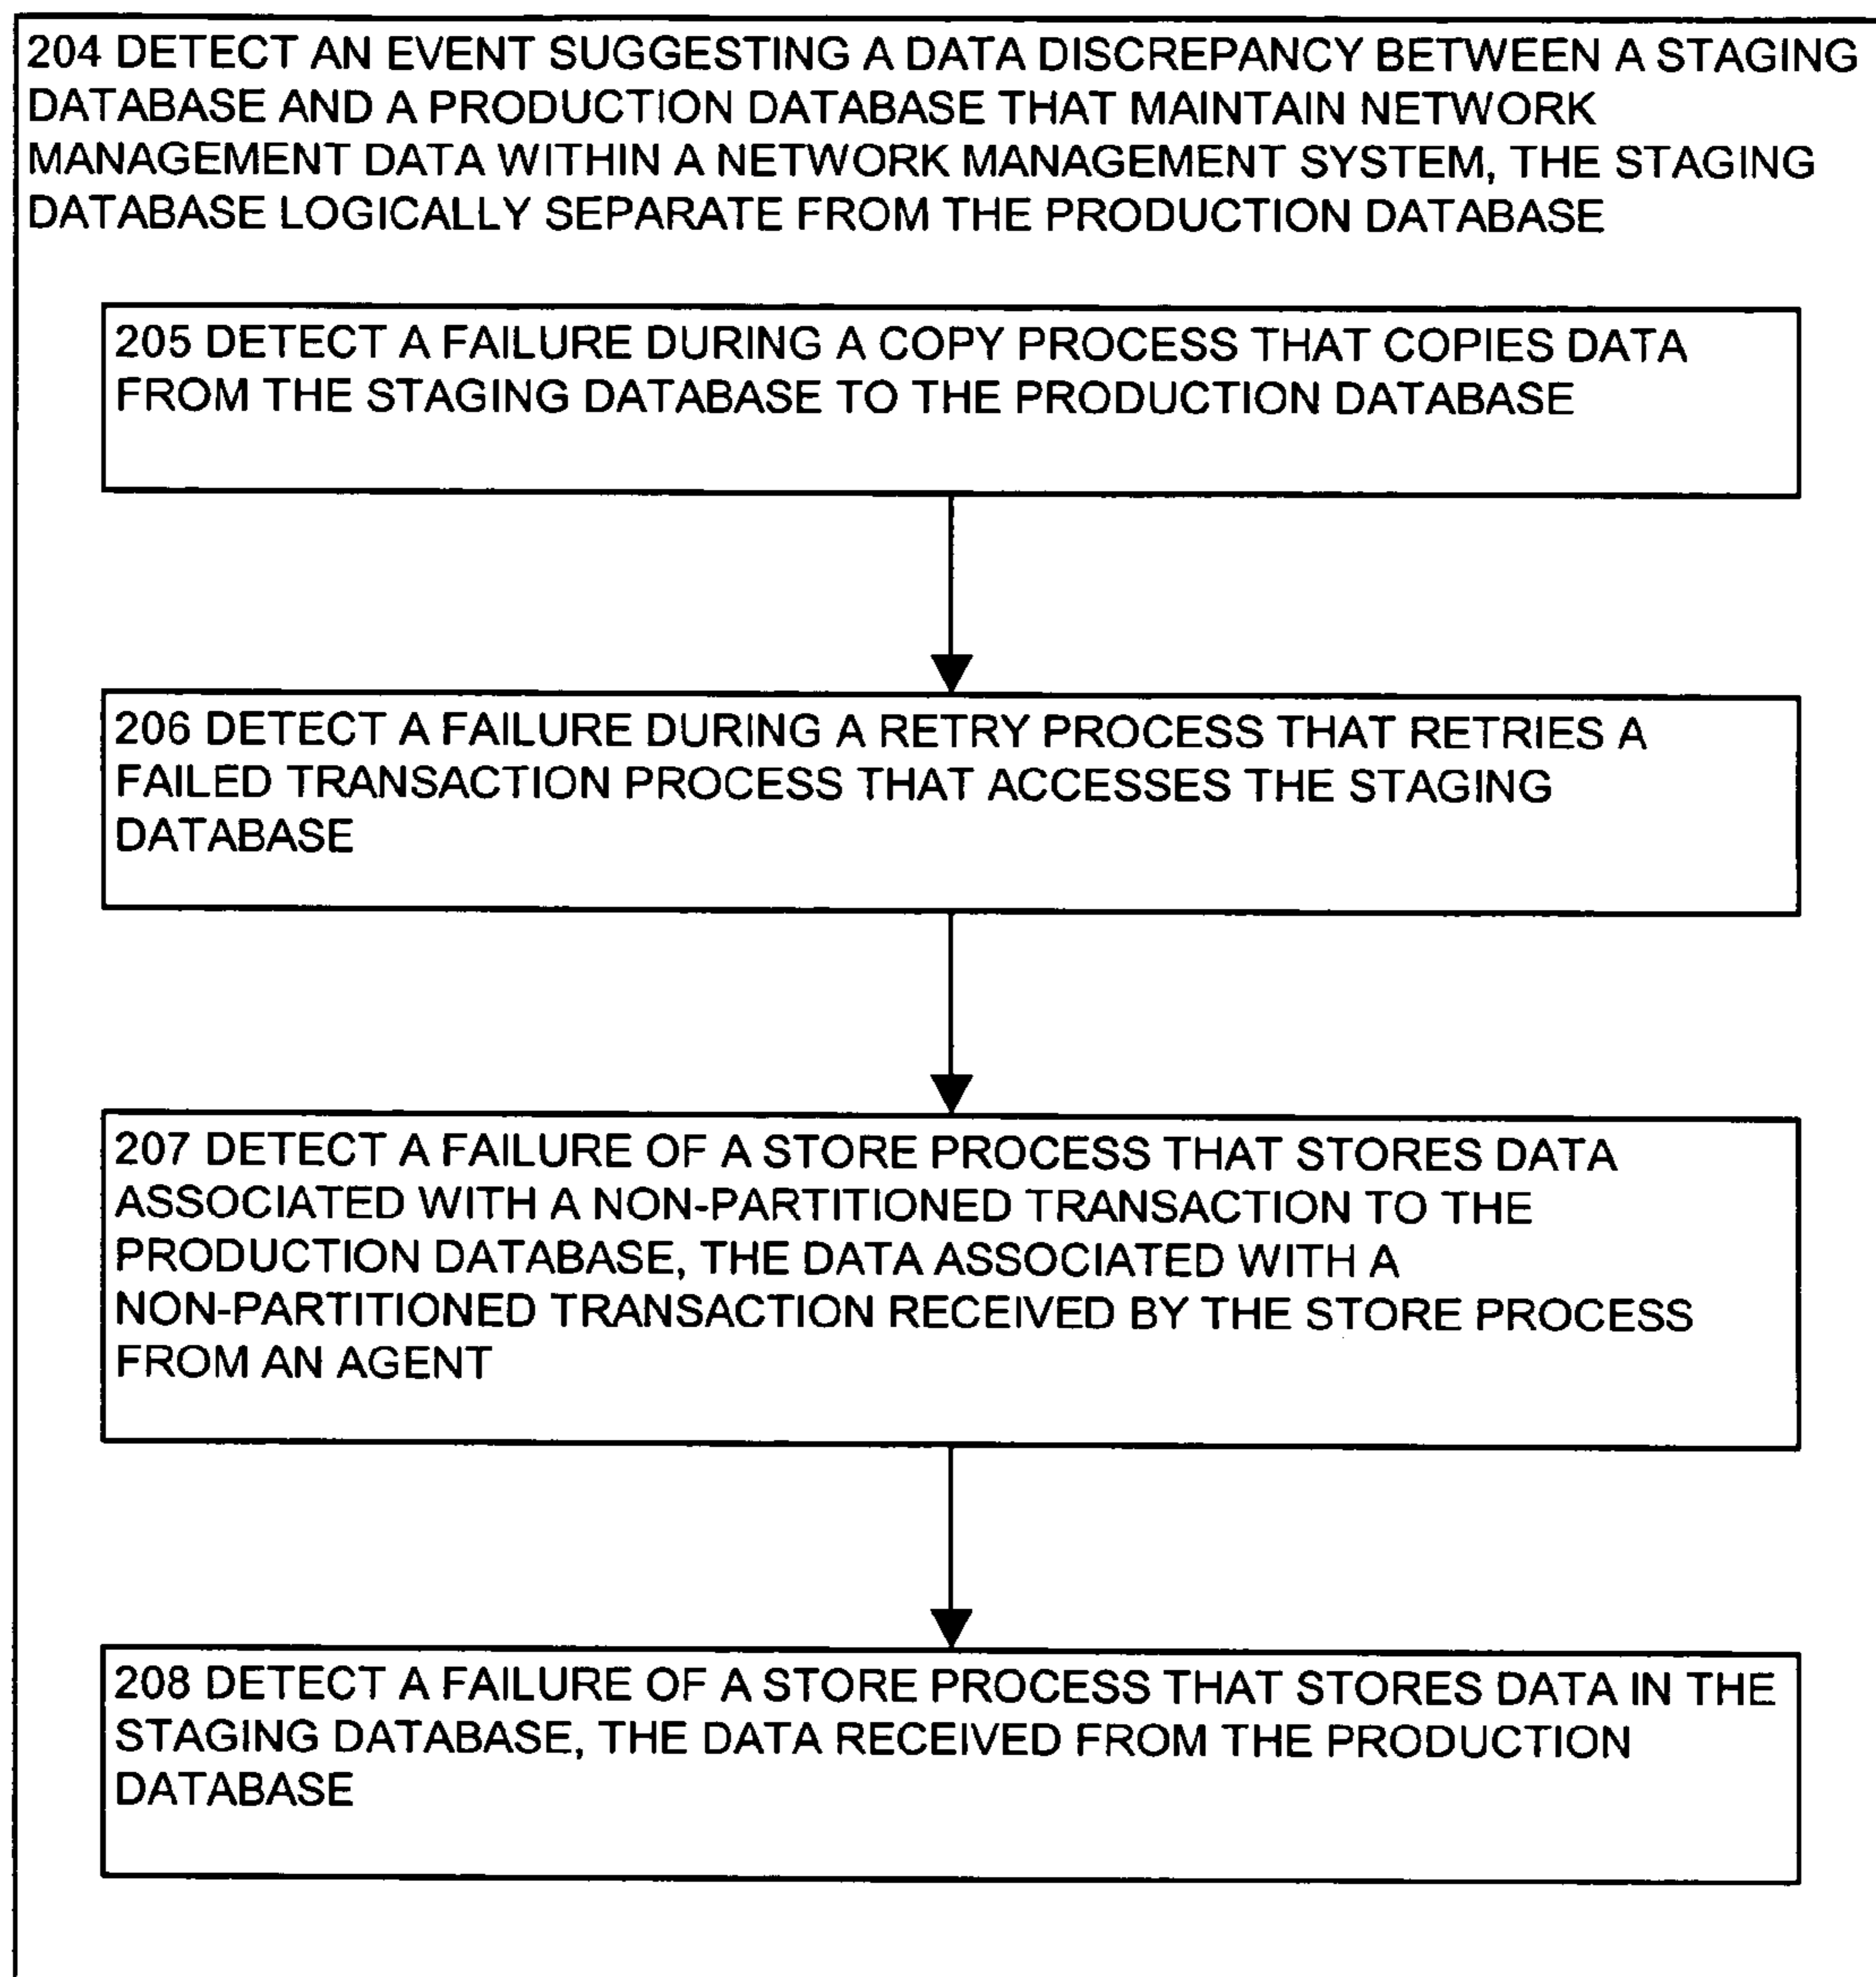 204 DETECT AN EVENT SUGGESTING A DATA DISCREPANCY BETWEEN A STAGING
DATABASE AND A PRODUCTION DATABASE THAT MAINTAIN NETWORK
MANAGEMENT DATA WITHIN A NETWORK MANAGEMENT SYSTEM, THE STAGING
DATABASE LOGICALLY SEPARATE FROM THE PRODUCTION DATABASE
205 DETECT A FAILURE DURING A COPY PROCESS THAT COPIES DATA
FROM THE STAGING DATABASE TO THE PRODUCTION DATABASE
206 DETECT A FAILURE DURING A RETRY PROCESS THAT RETRIES A
FAILED TRANSACTION PROCESS THAT ACCESSES THE STAGING
DATABASE
207 DETECT A FAILURE OF A STORE PROCESS THAT STORES DATA
ASSOCIATED WITH A NON-PARTITIONED TRANSACTION TO THE
PRODUCTION DATABASE, THE DATA ASSOCIATED WITH A
NON-PARTITIONED TRANSACTION RECEIVED BY THE STORE PROCESS
FROM AN AGENT
208 DETECT A FAILURE OF A STORE PROCESS THAT STORES DATA IN THE
STAGING DATABASE, THE DATA RECEIVED FROM THE PRODUCTION
DATABASE